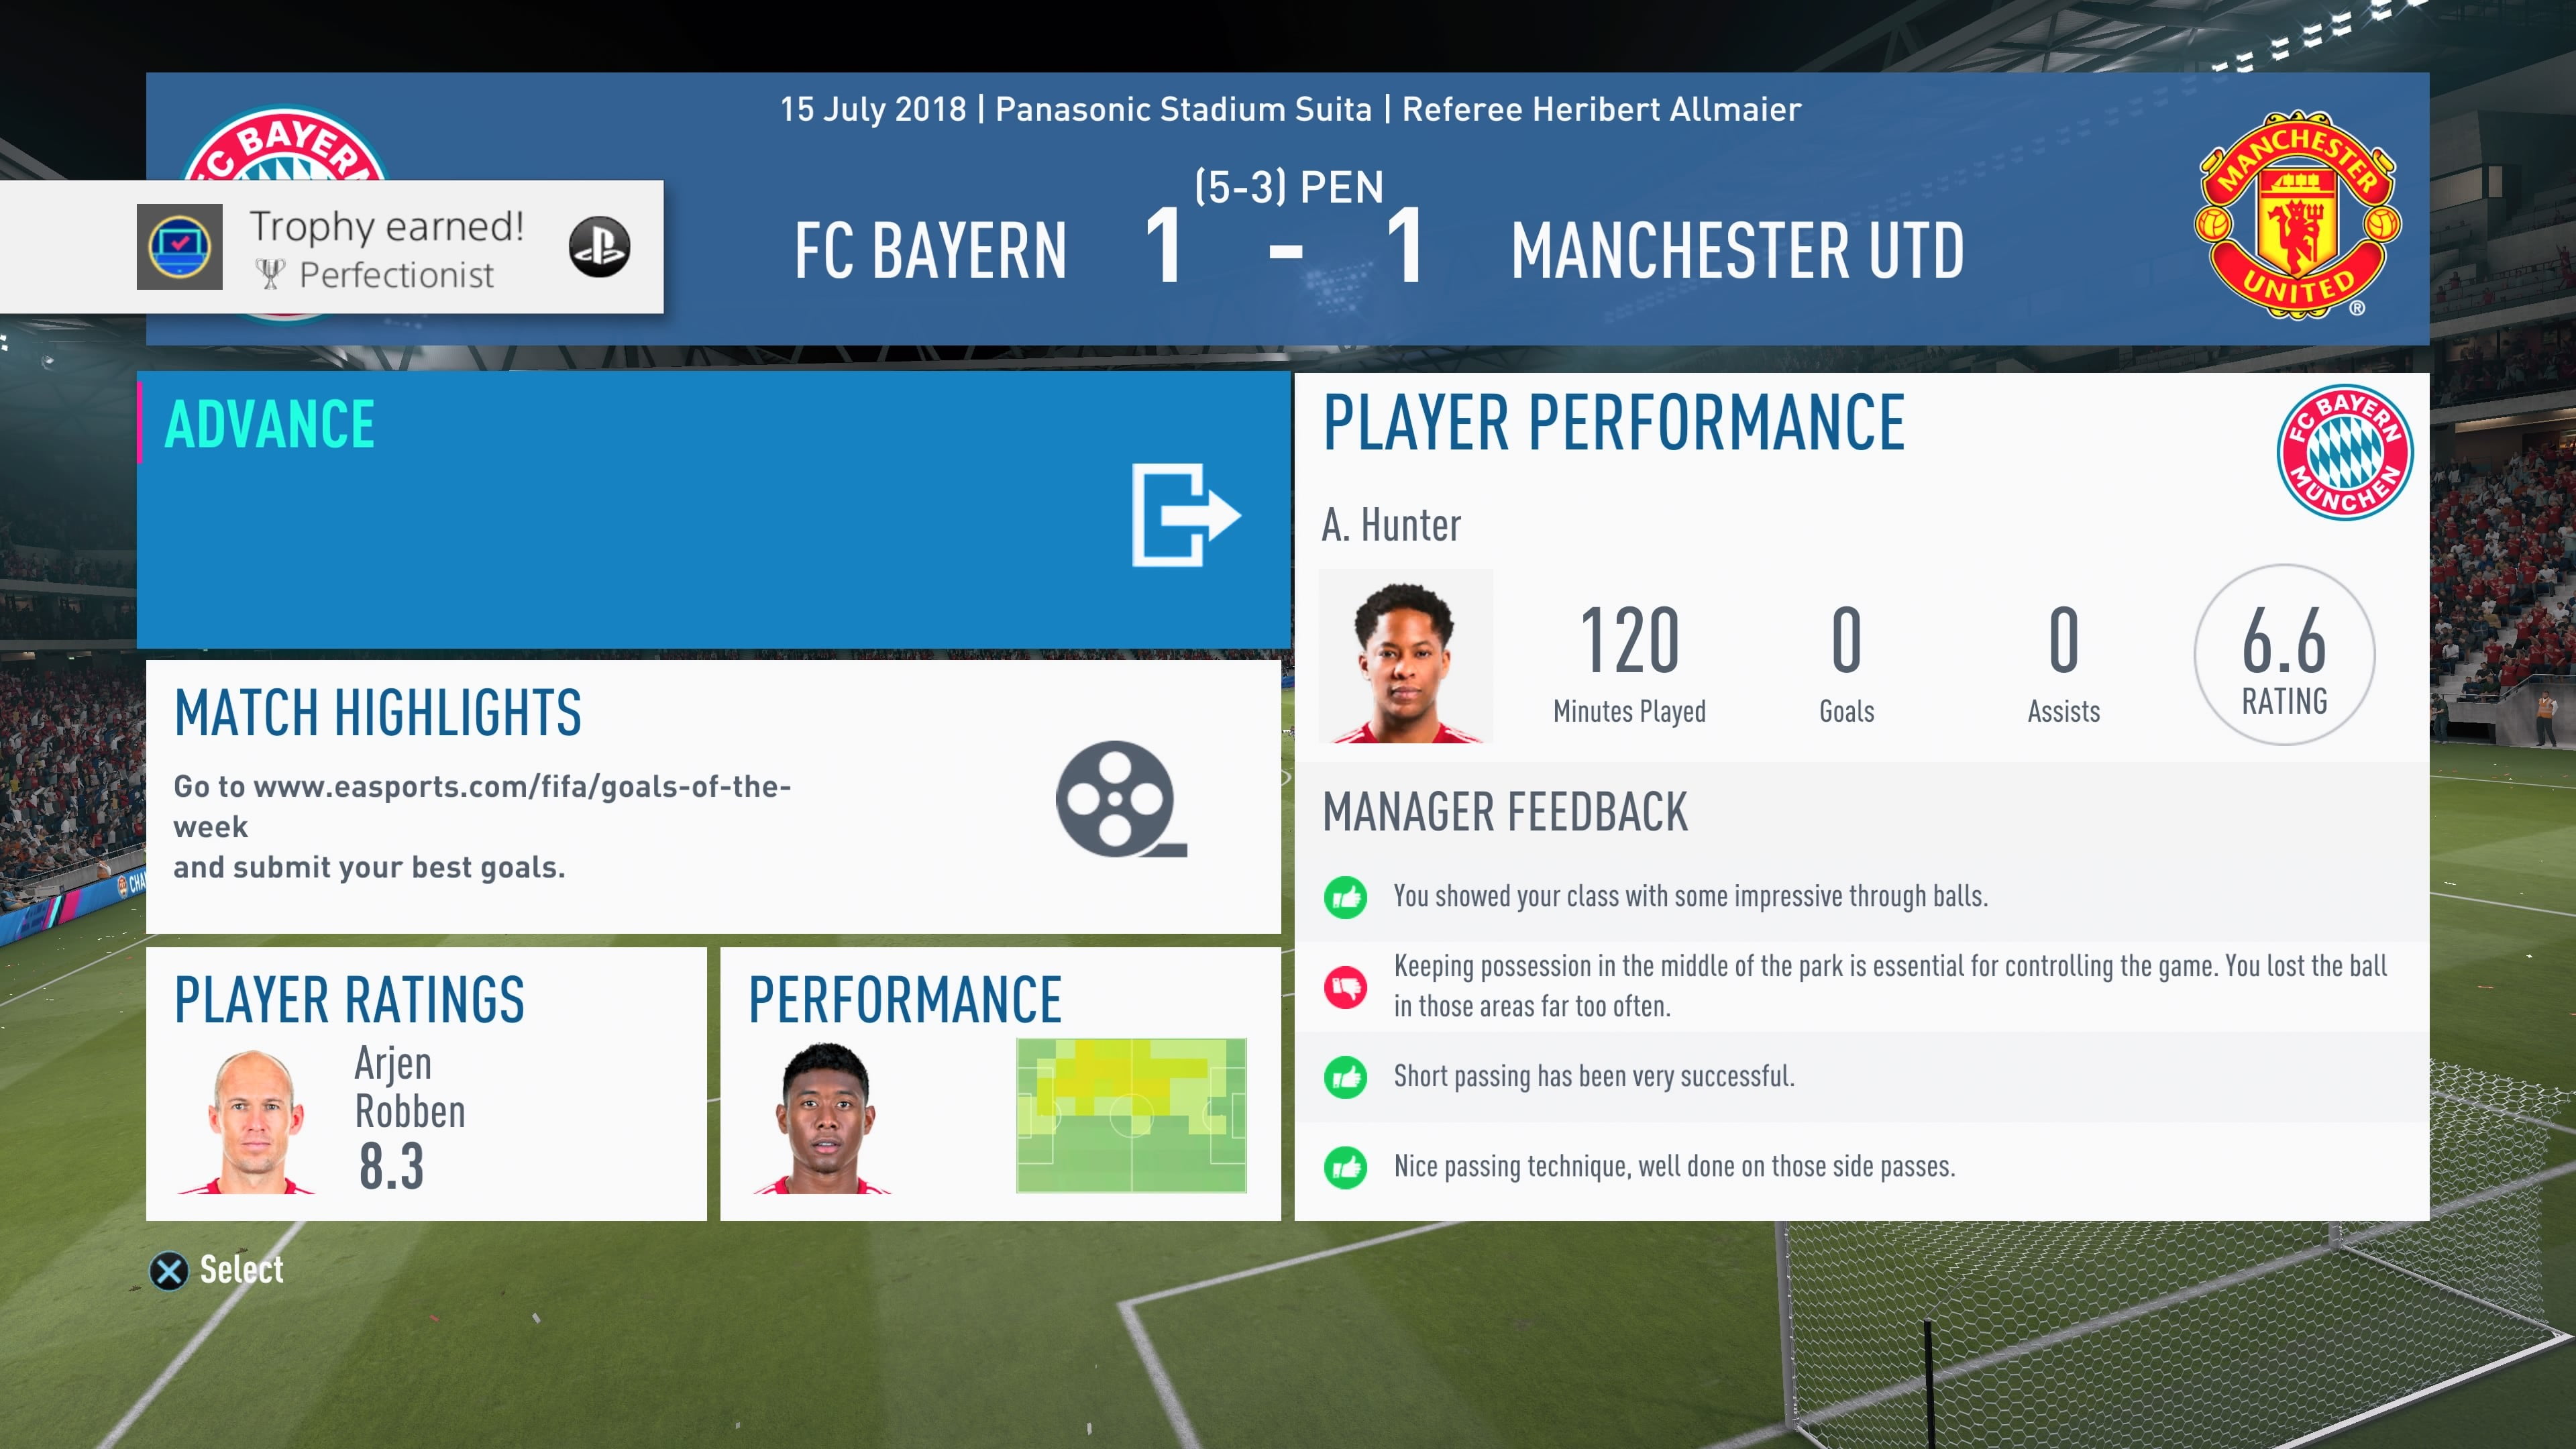 15 July 2018 | Panasonic Stadium Suita | Referee Heribert Allmaier
FC BAYERN
(5-3) PEN
FC BAYERN 1 - 1 MANCHESTER UTD
MANCHESTER
UNITED
®
Trophy earned!
Perfectionist
ADVANCE
MATCH HIGHLIGHTS
Go to www.easports.com/fifa/goals-of-the-
week
and submit your best goals.
PLAYER RATINGS
Arjen
Robben
8.3
PERFORMANCE
PLAYER PERFORMANCE
FC BAYERN
MÜNCHEN
A. Hunter
120 0 0 6.6
Minutes Played Goals Assists RATING
MANAGER FEEDBACK
You showed your class with some impressive through balls.
Keeping possession in the middle of the park is essential for controlling the game. You lost the ball
in those areas far too often.
Short passing has been very successful.
Nice passing technique, well done on those side passes.
Select